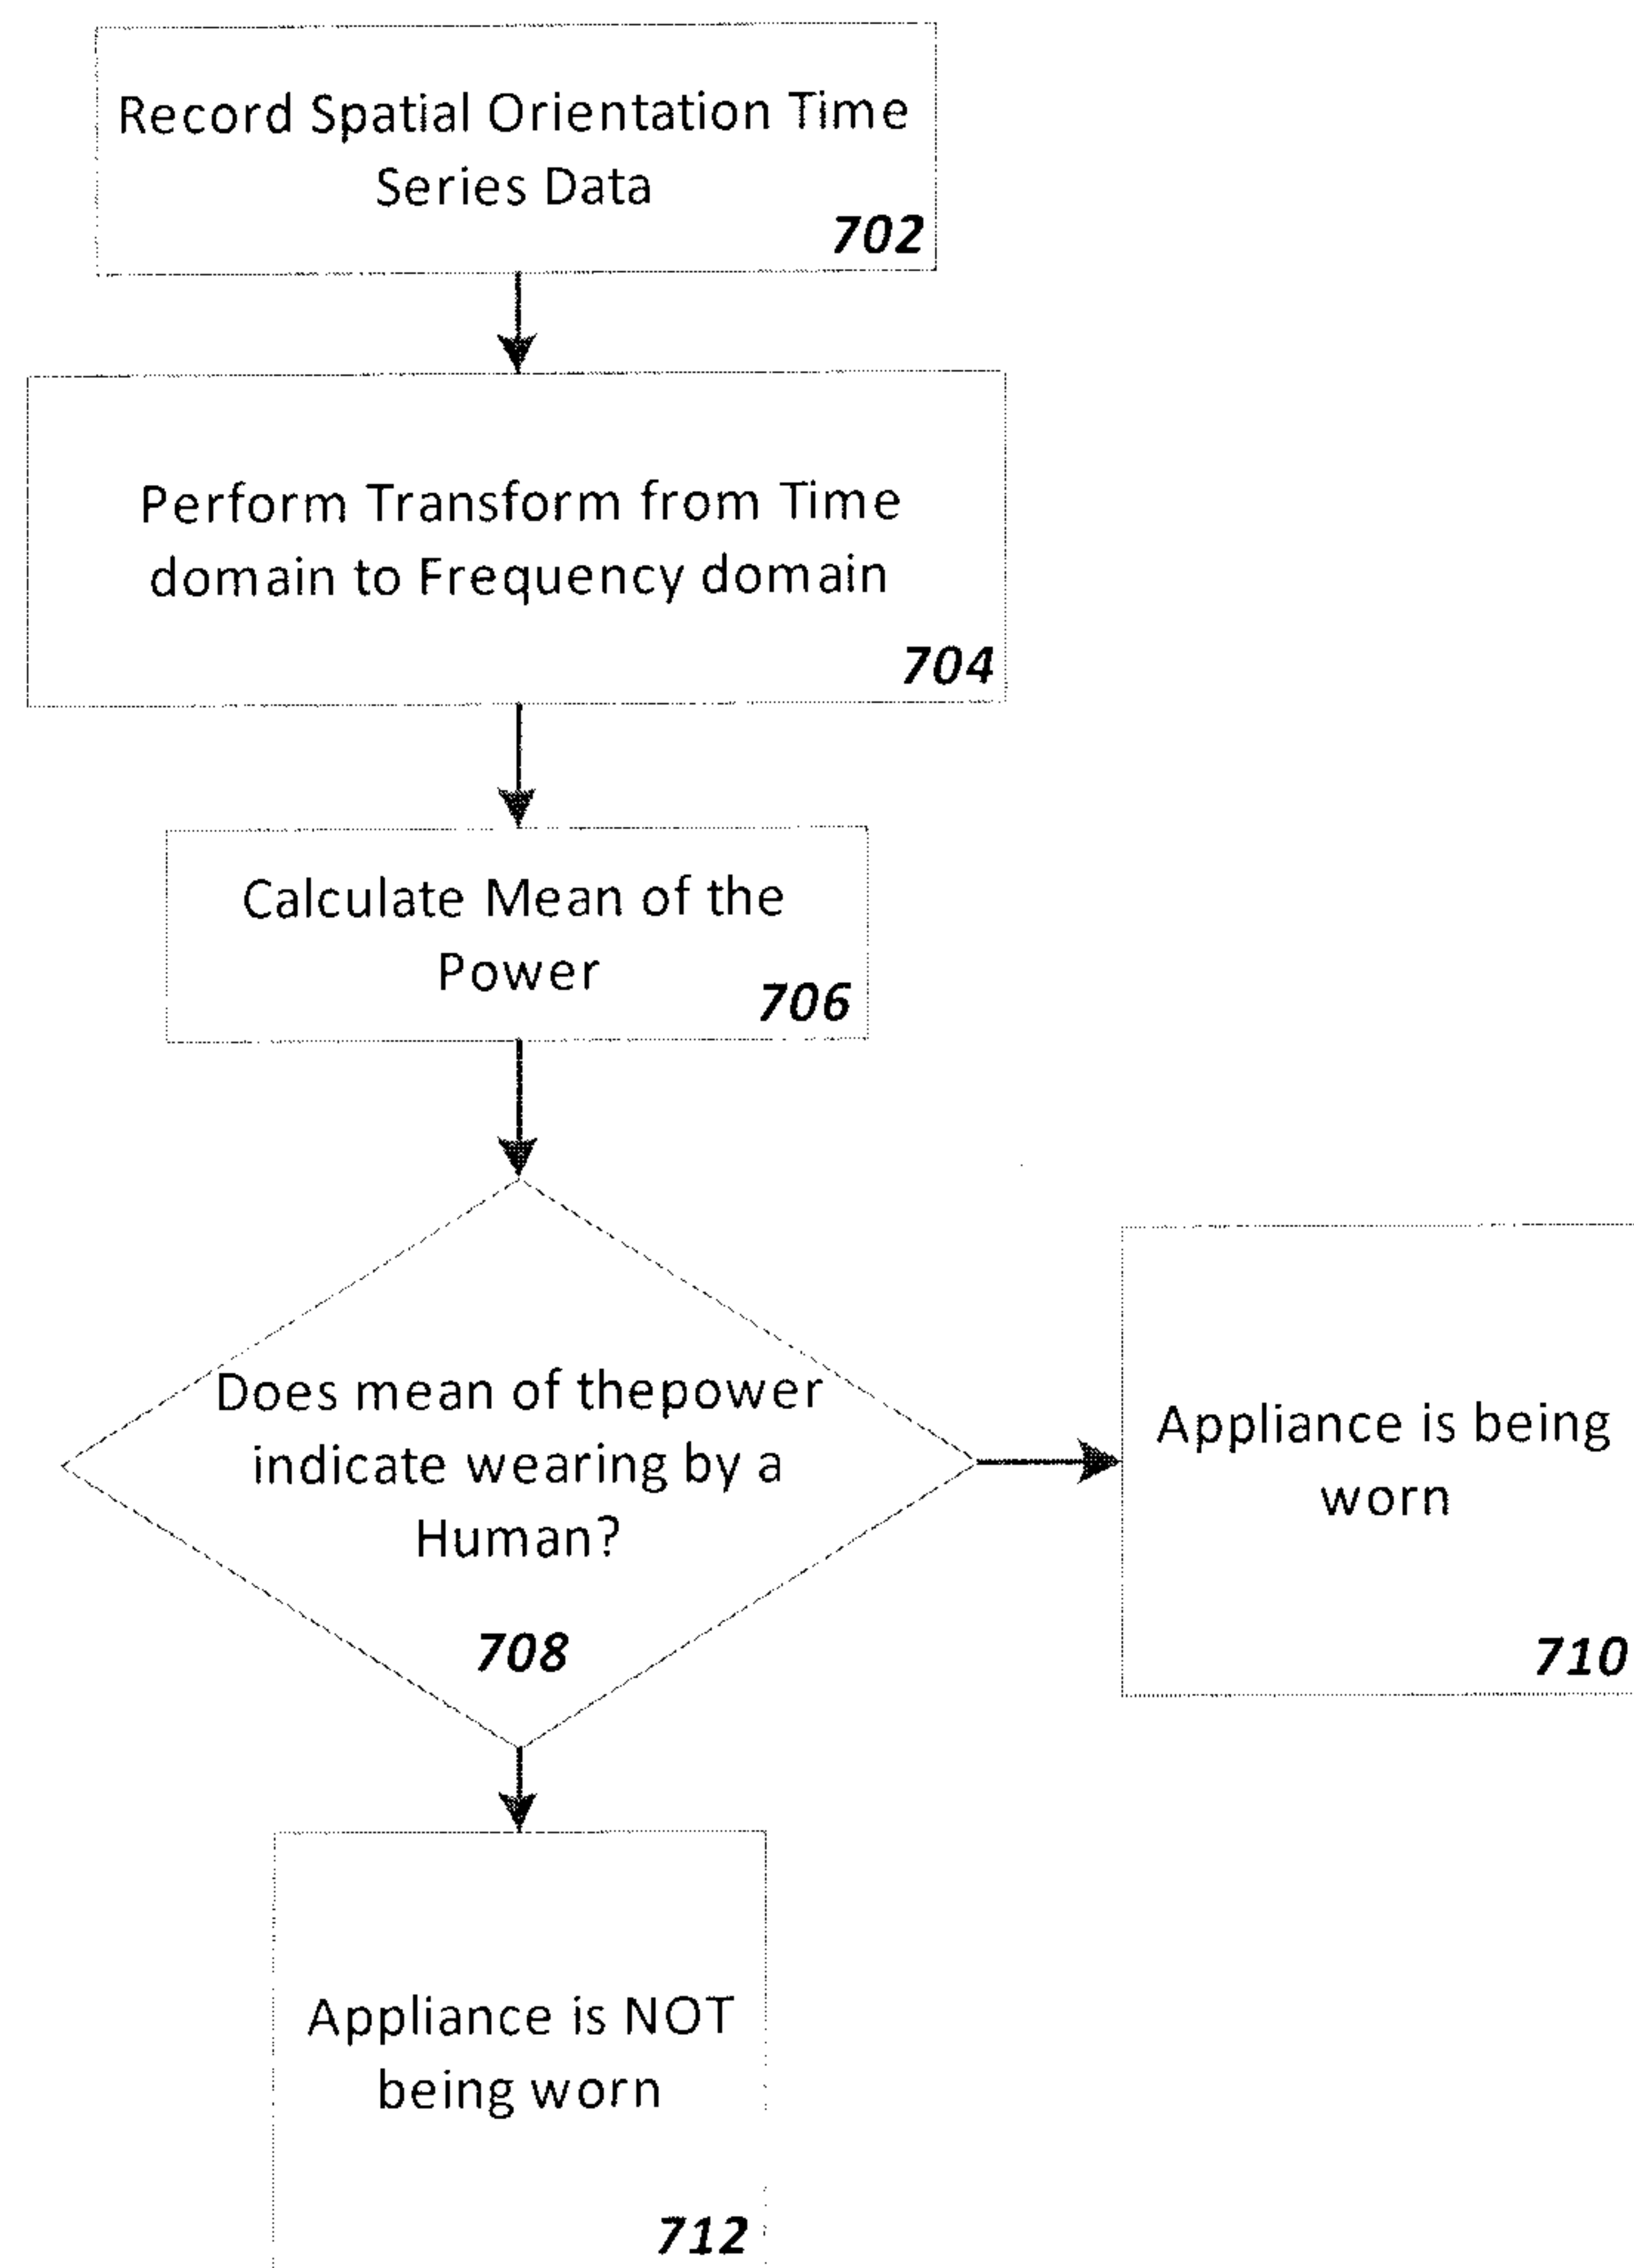 Record Spatial Orientation Time
Series Data
702
Perform Transform from Time
domain to Frequency domain
704
Calculate Mean of the
Power
706
Does mean of thepower
indicate wearing by a
Human?
708
Appliance is being
worn
710
Appliance is NOT
being worn
712